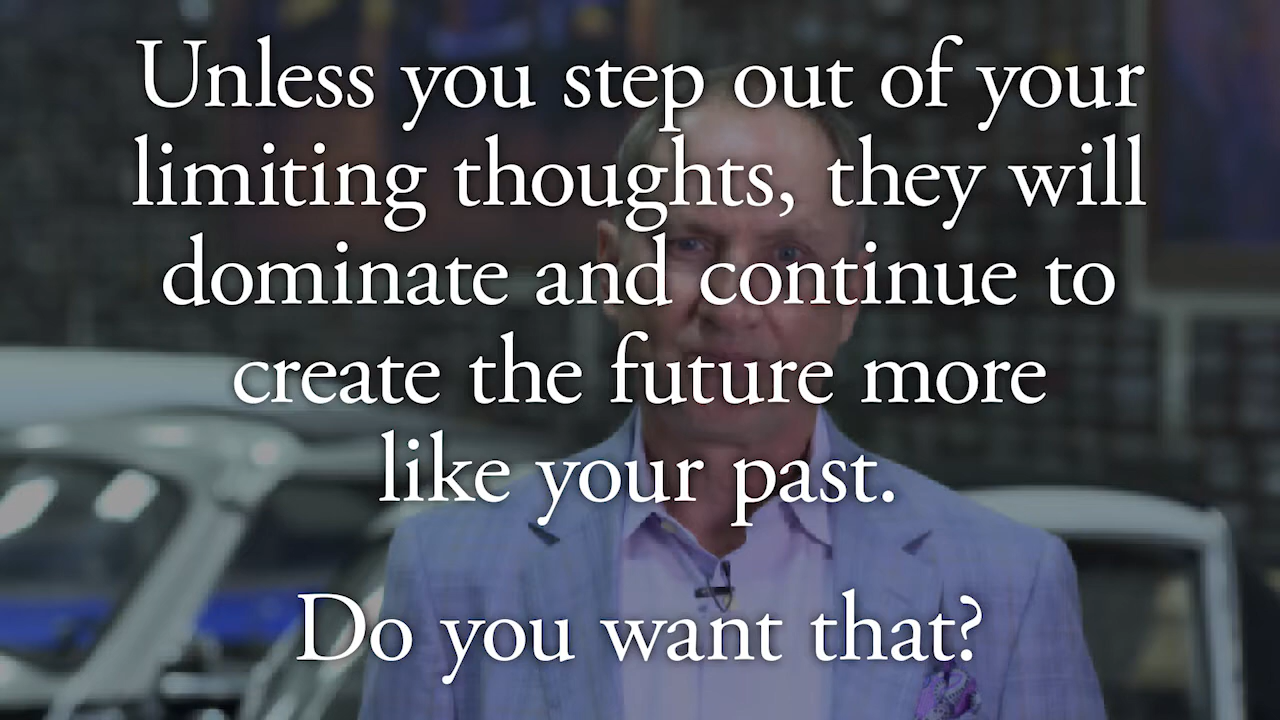 Unless you step out of your
limiting thoughts, they will
dominate and continue to
create the future more
like your past.
Do you want that?